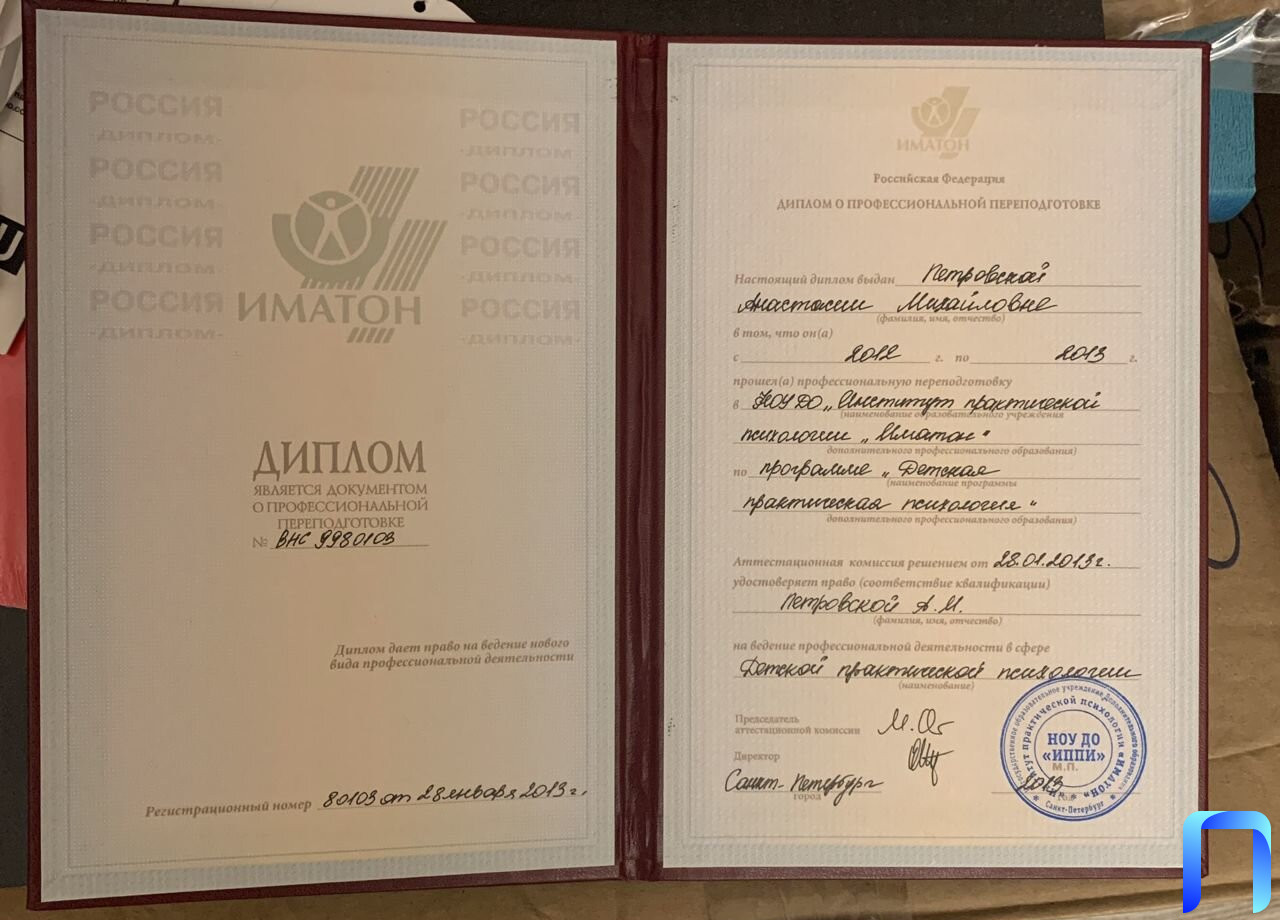 РОССИЯ
·ДИПЛОМ·
РОССИЯ
·ДИПЛОМ·
РОССИЯ
·ДИПЛОМ·
РОССИЯ
·ДИПЛОМ·
РОССИЯ
·ДИПЛОМ·
РОССИЯ
·ДИПЛОМ·
РОССИЯ
·ДИПЛОМ·
РОССИЯ
·ДИПЛОМ·
ИМАТОН
ДИПЛОМ
ЯВЛЯЕТСЯ ДОКУМЕНТОМ
О ПРОФЕССИОНАЛЬНОЙ
ПЕРЕПОДГОТОВКЕ
№ ВНС 9980103
Диплом дает право на ведение нового
вида профессиональной деятельности
Регистрационный номер 80103 от 28 января 2013 г.
ИМАТОН
Российская Федерация
ДИПЛОМ О ПРОФЕССИОНАЛЬНОЙ ПЕРЕПОДГОТОВКЕ
Настоящий диплом выдан Петровской
Анастасии Михайловне
(фамилия, имя, отчество)
в том, что он(а)
с 2012 г. по 2013 г.
прошел(а) профессиональную переподготовку
в НОУ ДО „Институт практической
(наименование образовательного учреждения
психологии „Иматон"
дополнительного профессионального образования)
по программе „Детская
(наименование программы
практическая психология"
дополнительного профессионального образования)
Аттестационная комиссия решением от 28.01.2013 г.
удостоверяет право (соответствие квалификации)
Петровской А.М.
(фамилия, имя, отчество)
на ведение профессиональной деятельности в сфере
Детской практической психологии
(наименование)
Председатель
аттестационной комиссии
Директор
Санкт-Петербург
город
2013
НОУ ДО
«ИППИ»
М.П.
институт практической психологии «ИМАТОН»
Санкт-Петербург